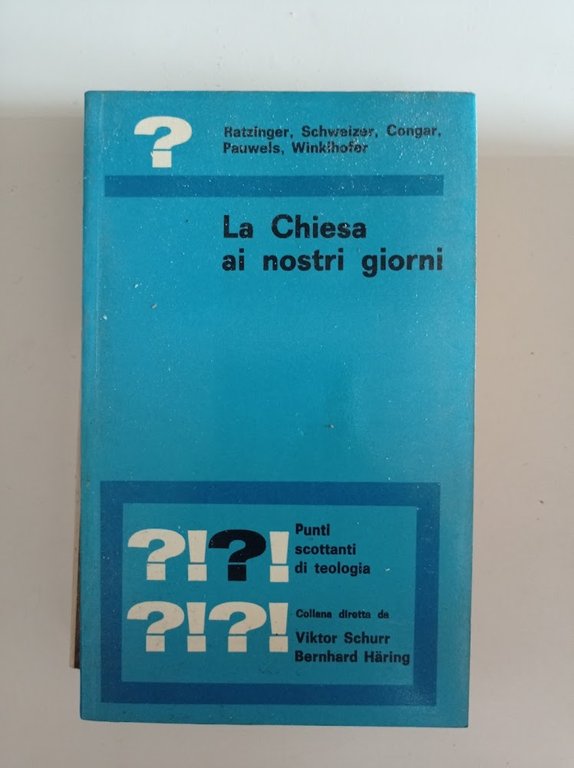 ?
Ratzinger, Schweizer, Congar,
Pauwels, Winklhofer
La Chiesa
ai nostri giorni
?!?!
Punti
scottanti
di teologia
?!?!
Collana diretta da
Viktor Schurr
Bernhard Häring